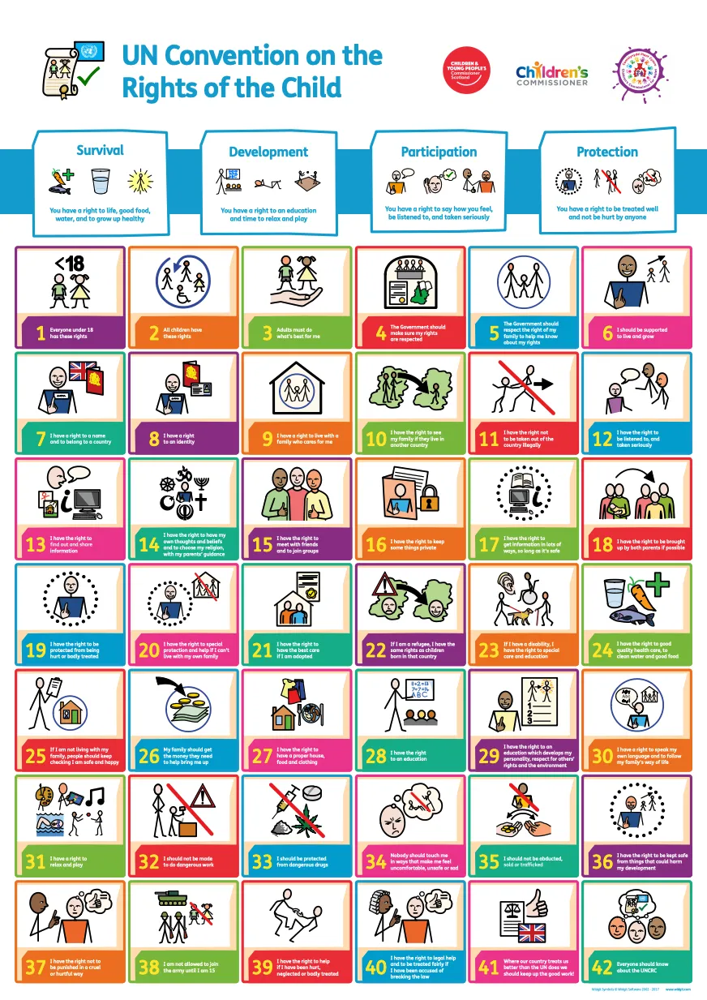 UN Convention on the
Rights of the Child
CHILDREN &
YOUNG PEOPLE'S
Commissioner
Scotland
Children's
COMMISSIONER
Survival
You have a right to life, good food,
water, and to grow up healthy
Development
You have a right to an education
and time to relax and play
Participation
You have a right to say how you feel,
be listened to, and taken seriously
Protection
You have a right to be treated well
and not be hurt by anyone
<18
1 Everyone under 18
has these rights
2 All children have
these rights
3 Adults must do
what's best for me
4 The Government should
make sure my rights
are respected
5 The Government should
respect the right of my
family to help me know
about my rights
6 I should be supported
to live and grow
7 I have a right to a name
and to belong to a country
8 I have a right
to an identity
9 I have a right to live with a
family who cares for me
10 I have the right to see
my family if they live in
another country
11 I have the right not
to be taken out of the
country illegally
12 I have the right to
be listened to, and
taken seriously
i
13 I have the right to
find out and share
information
14 I have the right to have my
own thoughts and beliefs
and to choose my religion,
with my parents' guidance
15 I have the right to
meet with friends
and to join groups
16 I have the right to keep
some things private
i
17 I have the right to
get information in lots of
ways, so long as it's safe
18 I have the right to be brought
up by both parents if possible
19 I have the right to be
protected from being
hurt or badly treated
20 I have the right to special
protection and help if I can't
live with my own family
21 I have the right to
have the best care
if I am adopted
22 If I am a refugee, I have the
same rights as children
born in that country
23 If I have a disability, I
have the right to special
care and education
24 I have the right to good
quality health care, to
clean water and good food
25 If I am not living with my
family, people should keep
checking I am safe and happy
26 My family should get
the money they need
to help bring me up
27 I have the right to
have a proper house,
food and clothing
ABC
28 I have the right
to an education
1
2
3
29 I have the right to an
education which develops my
personality, respect for others'
rights and the environment
30 I have a right to speak my
own language and to follow
my family's way of life
31 I have a right to
relax and play
32 I should not be made
to do dangerous work
33 I should be protected
from dangerous drugs
34 Nobody should touch me
in ways that make me feel
uncomfortable, unsafe or sad
35 I should not be abducted,
sold or trafficked
36 I have the right to be kept safe
from things that could harm
my development
37 I have the right not to
be punished in a cruel
or hurtful way
38 I am not allowed to join
the army until I am 15
39 I have the right to help
if I have been hurt,
neglected or badly treated
40 I have the right to legal help
and to be treated fairly if
I have been accused of
breaking the law
41 Where our country treats us
better than the UN does we
should keep up the good work!
42 Everyone should know
about the UNCRC
Widgit Symbols © Widgit Software 2002 - 2017 www.widgit.com